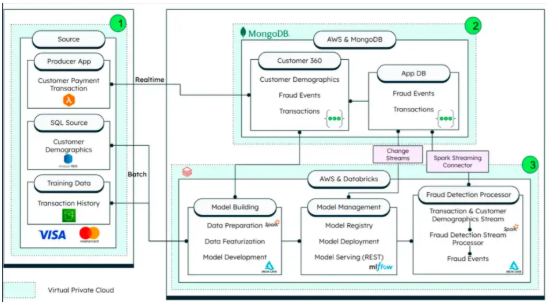 1
Source
Producer App
Customer Payment
Transaction
SQL Source
Customer
Demographics
Training Data
Transaction History
VISA
mastercard
Realtime
Batch
MongoDB
2
AWS & MongoDB
Customer 360
Customer Demographics
Fraud Events
Transactions
App DB
Fraud Events
Transactions
Change
Streams
Spark Streaming
Connector
3
AWS & Databricks
Model Building
Data Preparation
Spark
Data Featurization
Model Development
Model Management
Model Registry
Model Deployment
Model Serving (REST)
mlflow
Fraud Detection Processor
Transaction & Customer
Demographics Stream
Spark
Fraud Detection Stream
Processor
Fraud Events
Virtual Private Cloud